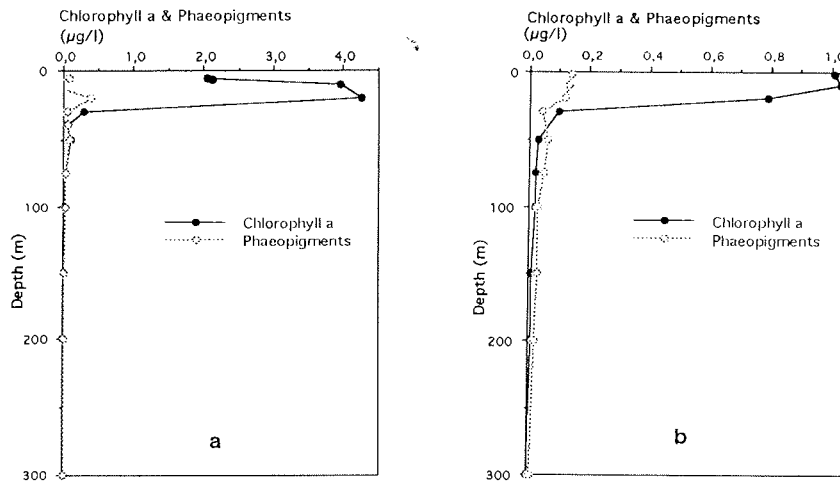 Chlorophyll a & Phaeopigments
(µg/l)
0,0 1,0 2,0 3,0 4,0
0
100
200
300
Depth (m)
Chlorophyll a
Phaeopigments
a
Chlorophyll a & Phaeopigments
(µg/l)
0,0 0,2 0,4 0,6 0,8 1,0
0
100
200
300
Depth (m)
Chlorophyll a
Phaeopigments
b